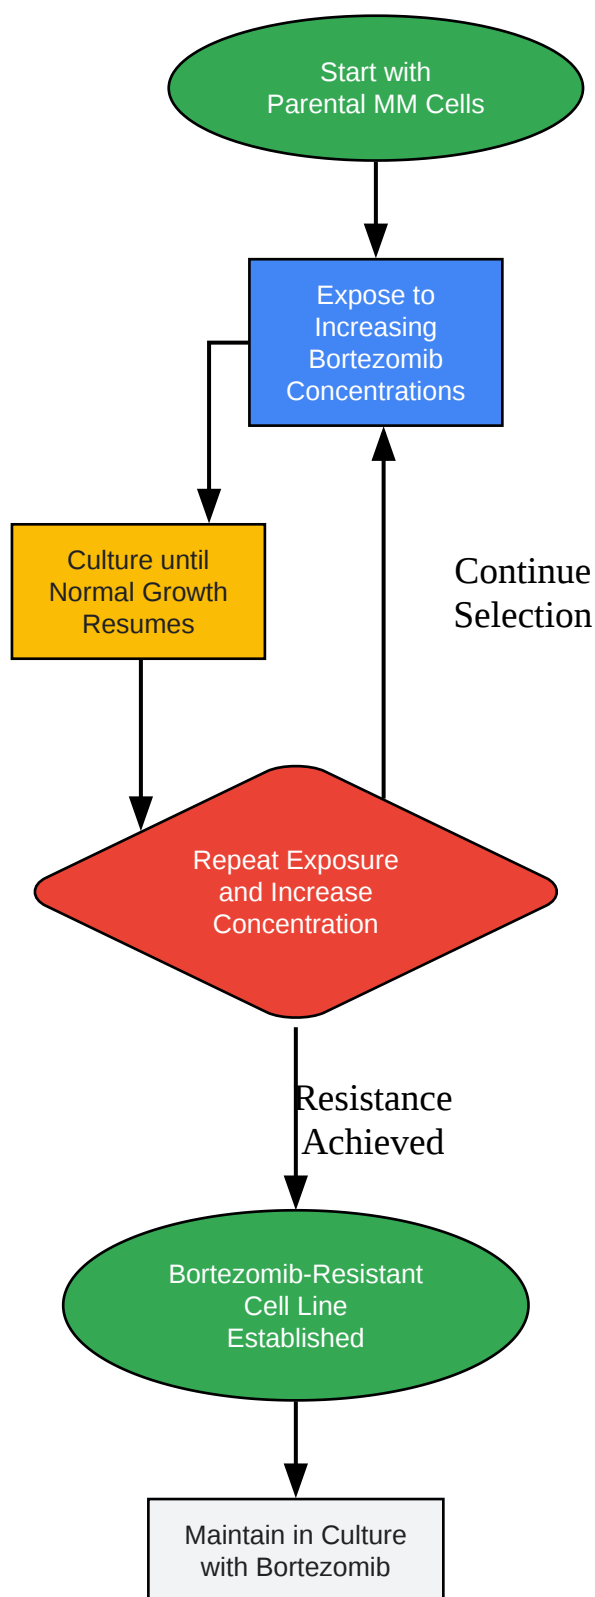 Start with
Parental MM Cells
Expose to
Increasing
Bortezomib
Concentrations
Culture until
Normal Growth
Resumes
Continue
Selection
Repeat Exposure
and Increase
Concentration
Resistance
Achieved
Bortezomib-Resistant
Cell Line
Established
Maintain in Culture
with Bortezomib